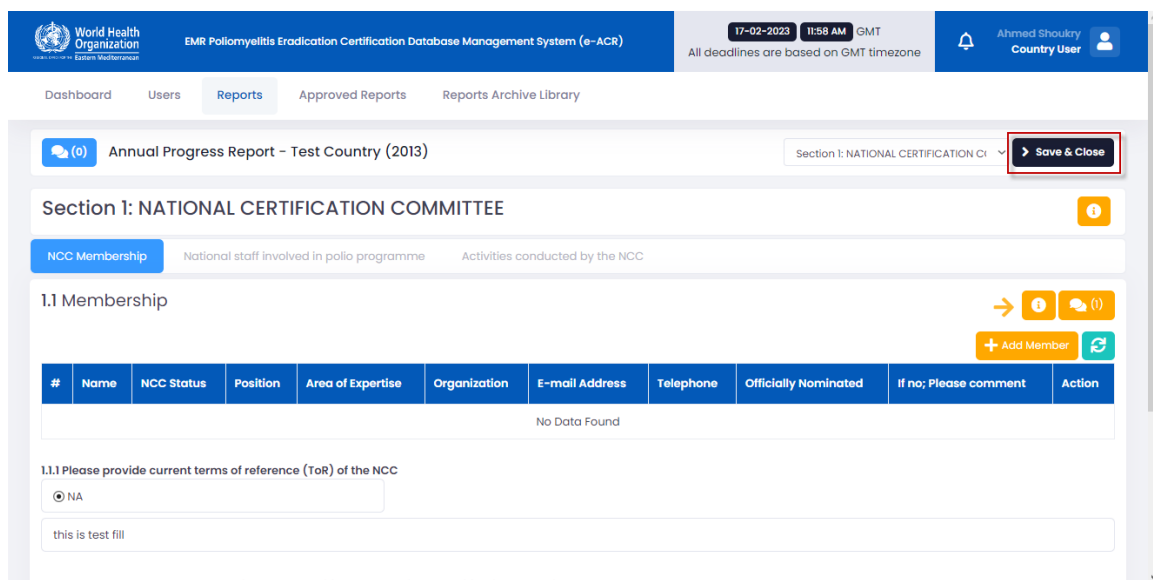 World Health
Organization
Eastern Mediterranean
EMR Poliomyelitis Eradication Certification Database Management System (e-ACR)
17-02-2023 11:58 AM GMT
All deadlines are based on GMT timezone
Ahmed Shoukry
Country User
Dashboard Users Reports Approved Reports Reports Archive Library
(0) Annual Progress Report - Test Country (2013)
Section 1: NATIONAL CERTIFICATION C
Save & Close
Section 1: NATIONAL CERTIFICATION COMMITTEE
NCC Membership National staff involved in polio programme Activities conducted by the NCC
1.1 Membership
(1)
+ Add Member
# Name NCC Status Position Area of Expertise Organization E-mail Address Telephone Officially Nominated If no; Please comment Action
No Data Found
1.1.1 Please provide current terms of reference (ToR) of the NCC
NA
this is test fill